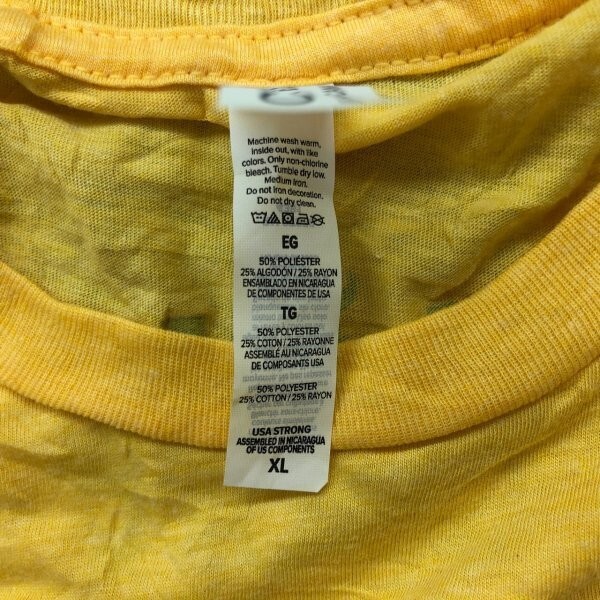 Machine wash warm,
inside out, with like
colors. Only non-chlorine
bleach. Tumble dry low.
Medium iron.
Do not iron decoration.
Do not dry clean.
EG
50% POLIÉSTER
25% ALGODÓN / 25% RAYON
ENSAMBLADO EN NICARAGUA
DE COMPONENTES DE USA
TG
50% POLYESTER
25% COTTON / 25% RAYONNE
ASSEMBLÉ AU NICARAGUA
DE COMPOSANTS USA
50% POLYESTER
25% COTTON / 25% RAYON
USA STRONG
ASSEMBLED IN NICARAGUA
OF US COMPONENTS
XL